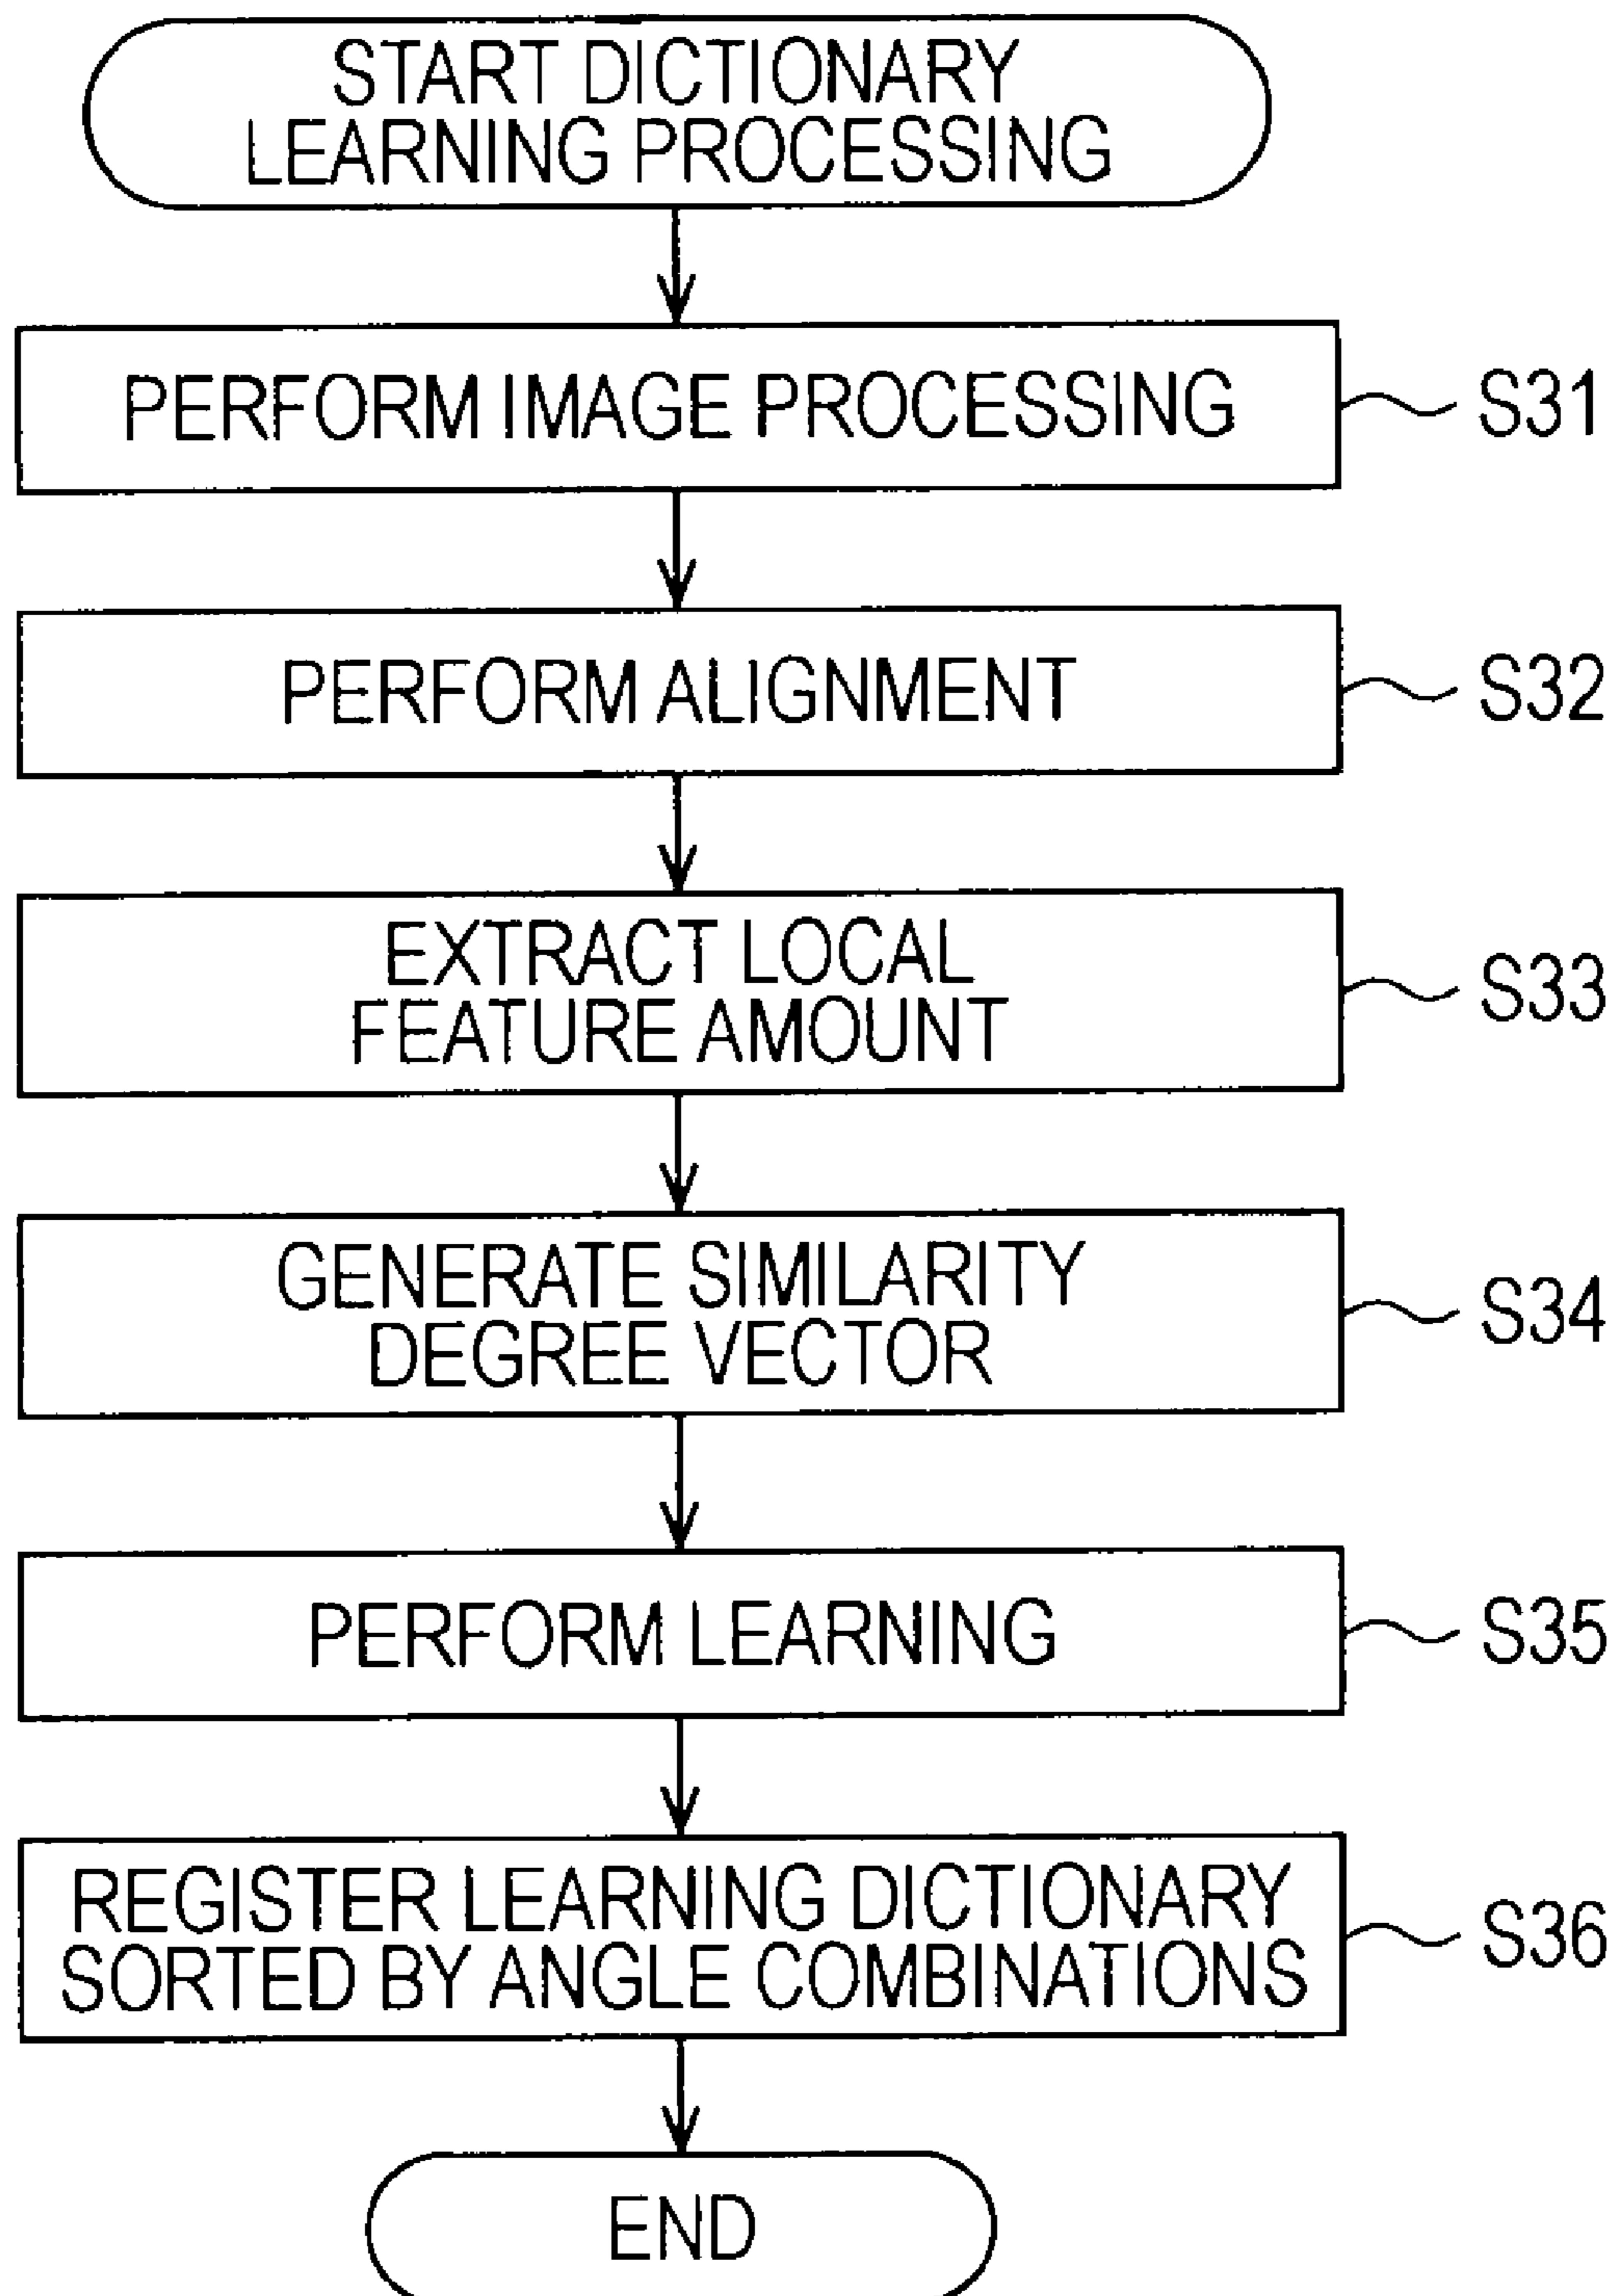 START DICTIONARY
LEARNING PROCESSING
PERFORM IMAGE PROCESSING
S31
PERFORM ALIGNMENT
S32
EXTRACT LOCAL
FEATURE AMOUNT
S33
GENERATE SIMILARITY
DEGREE VECTOR
S34
PERFORM LEARNING
S35
REGISTER LEARNING DICTIONARY
SORTED BY ANGLE COMBINATIONS
S36
END